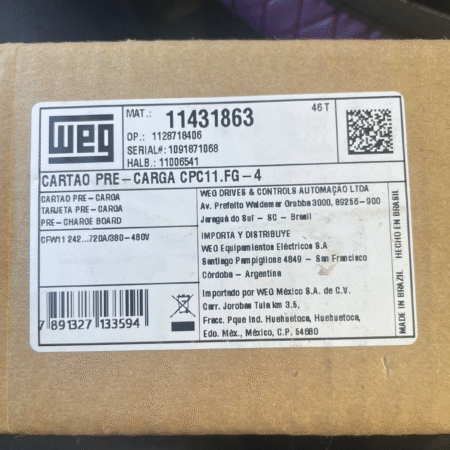 weg
MAT.: 11431863 46 T
OP.: 1128718406
SERIAL#: 1091871068
HALB.: 11006541
CARTAO PRE-CARGA CPC11.FG-4
CARTAO PRE-CARGA
TARJETA PRE-CARGA
PRE-CHARGE BOARD
CFW11 242...720A/380-480V
WEG DRIVES & CONTROLS AUTOMAÇÃO LTDA
Av. Prefeito Waldemar Grubba 3000, 89256-900
Jaraguá do Sul - SC - Brasil
IMPORTA Y DISTRIBUYE
WEG Equipamientos Eléctricos S.A
Santiago Pampiglione 4849 - San Francisco
Córdoba - Argentina
Importado por WEG México S.A. de C.V.
Carr. Jorobas Tula km 3.5,
Fracc. Pque Ind. Huehuetoca, Huehuetoca,
Edo. Méx., México, C.P. 54680
7 891327 133594
MADE IN BRAZIL HECHO EN BRASIL